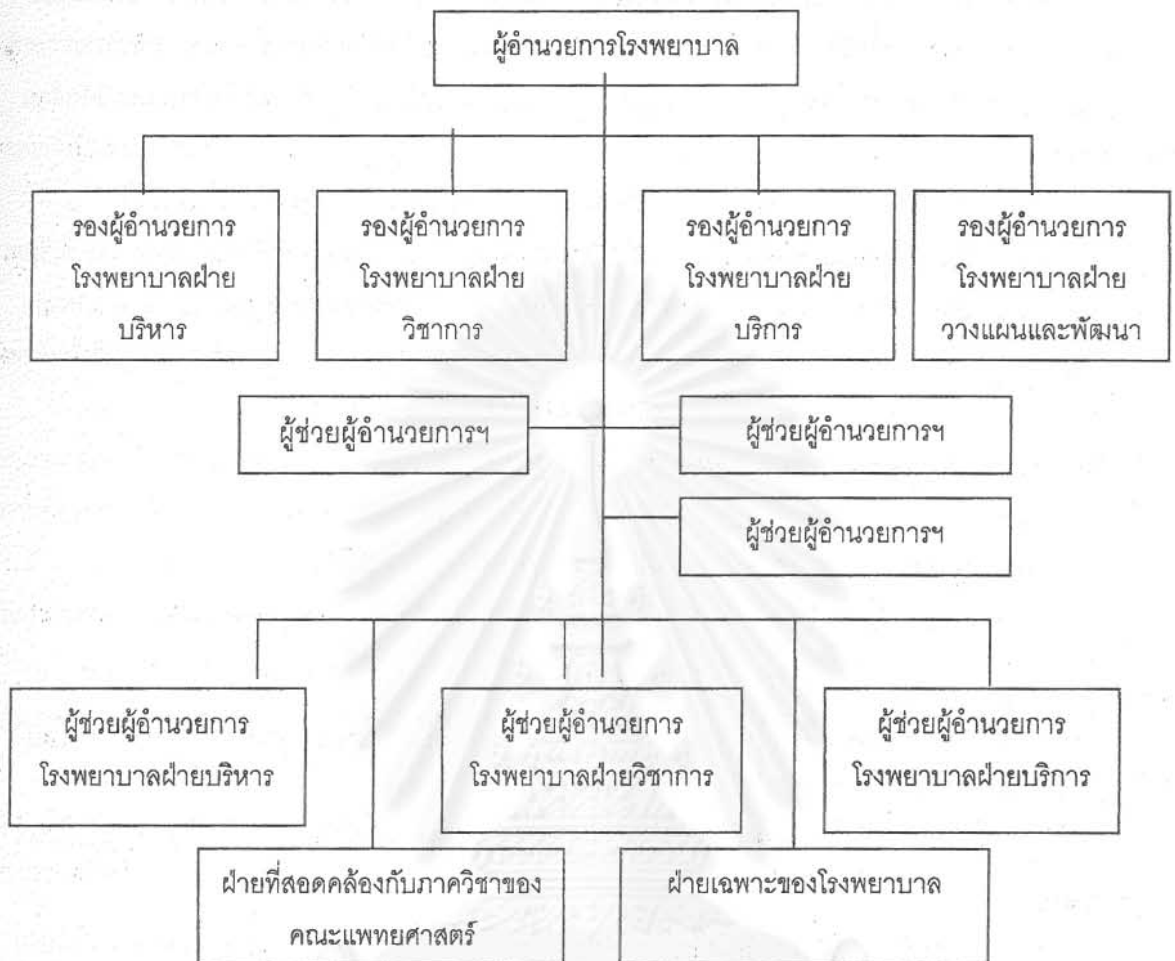 ผู้อำนวยการโรงพยาบาล
รองผู้อำนวยการ
โรงพยาบาลฝ่าย
บริหาร
รองผู้อำนวยการ
โรงพยาบาลฝ่าย
วิชาการ
รองผู้อำนวยการ
โรงพยาบาลฝ่าย
บริการ
รองผู้อำนวยการ
โรงพยาบาลฝ่าย
วางแผนและพัฒนา
ผู้ช่วยผู้อำนวยการฯ
ผู้ช่วยผู้อำนวยการฯ
ผู้ช่วยผู้อำนวยการฯ
ผู้ช่วยผู้อำนวยการ
โรงพยาบาลฝ่ายบริหาร
ผู้ช่วยผู้อำนวยการ
โรงพยาบาลฝ่ายวิชาการ
ผู้ช่วยผู้อำนวยการ
โรงพยาบาลฝ่ายบริการ
ฝ่ายที่สอดคล้องกับภาควิชาของ
คณะแพทยศาสตร์
ฝ่ายเฉพาะของโรงพยาบาล